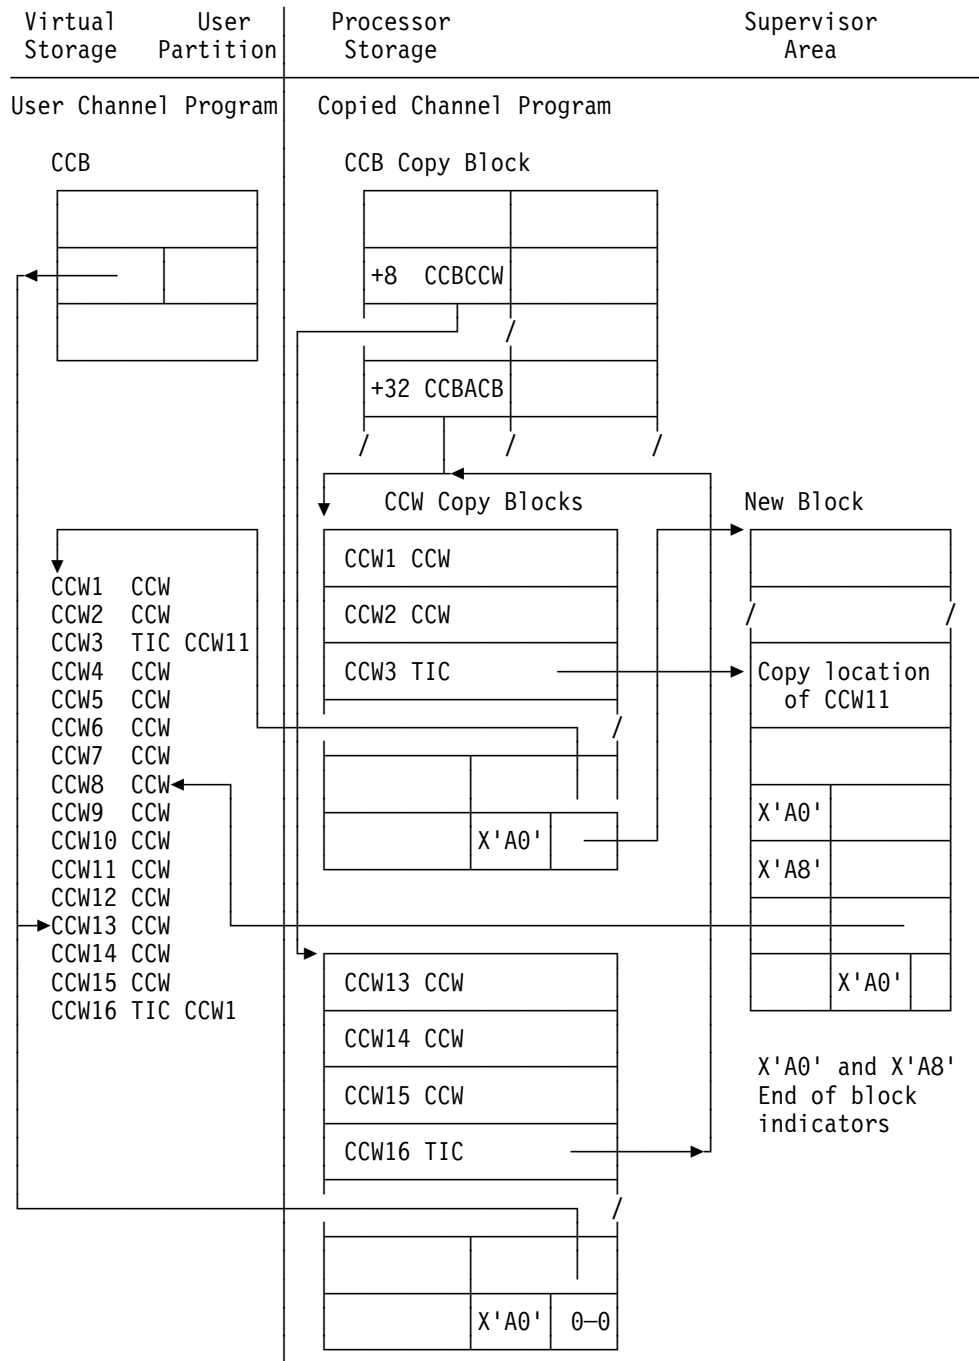 Virtual User Processor Supervisor
Storage Partition Storage Area
User Channel Program Copied Channel Program
CCB CCB Copy Block
+8 CCBCCW
+32 CCBACB
CCW Copy Blocks New Block
CCW1 CCW
CCW2 CCW
CCW3 TIC CCW11
CCW4 CCW
CCW5 CCW
CCW6 CCW
CCW7 CCW
CCW8 CCW
CCW9 CCW
CCW10 CCW
CCW11 CCW
CCW12 CCW
CCW13 CCW
CCW14 CCW
CCW15 CCW
CCW16 TIC CCW1
CCW1 CCW
CCW2 CCW
CCW3 TIC
X'A0'
Copy location
of CCW11
X'A0'
X'A8'
X'A0'
CCW13 CCW
CCW14 CCW
CCW15 CCW
CCW16 TIC
X'A0' 0—0
X'A0' and X'A8'
End of block
indicators